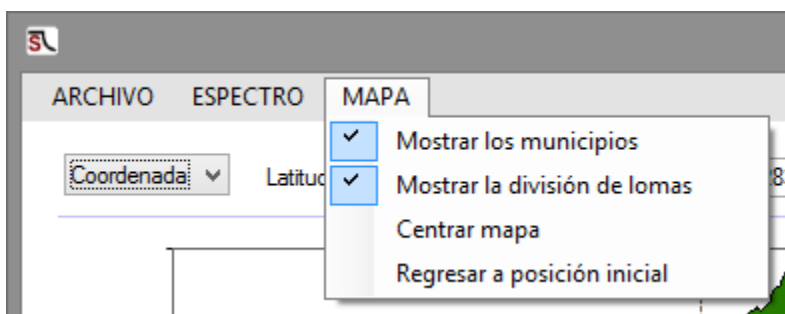 S
ARCHIVO ESPECTRO MAPA
Mostrar los municipios
Coordenada
Mostrar la división de lomas
Centrar mapa
Regresar a posición inicial